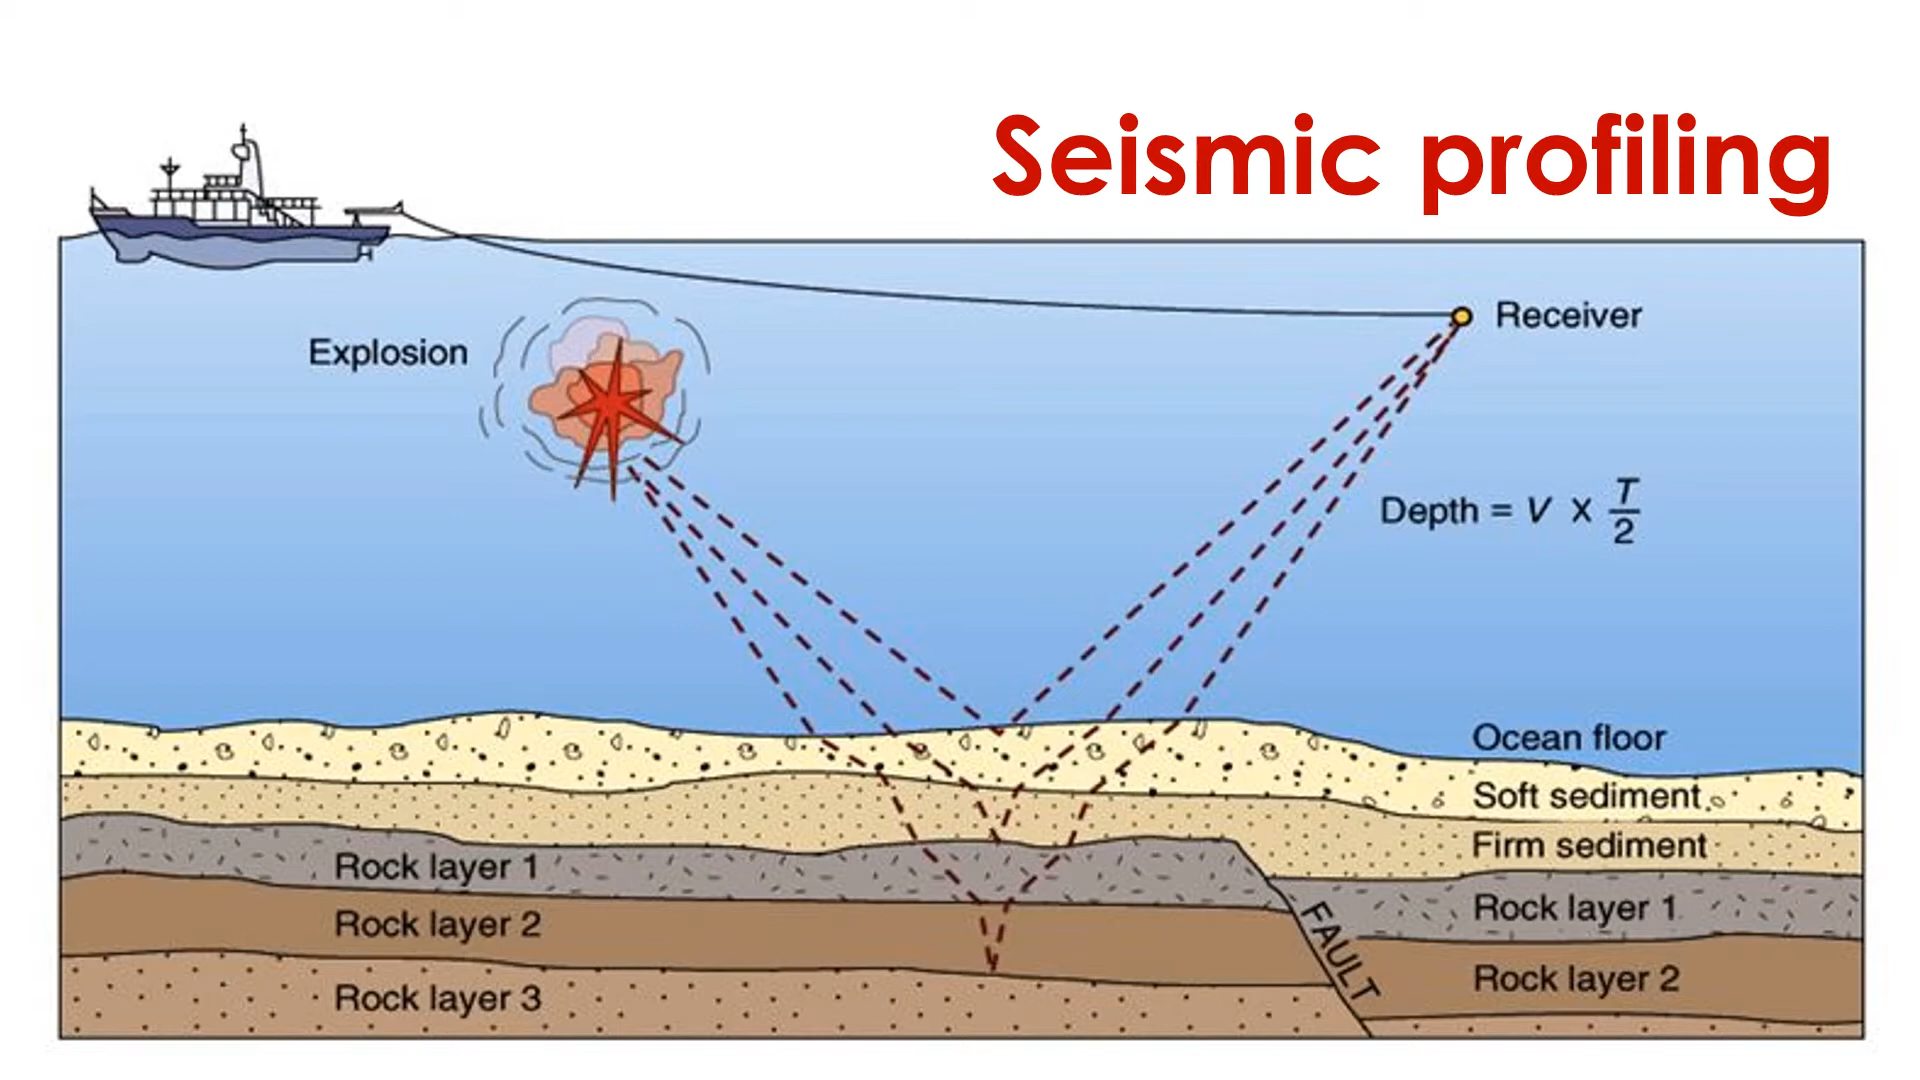 Seismic profiling
Explosion
Receiver
Depth = V X T/2
Ocean floor
Soft sediment
Firm sediment
Rock layer 1
Rock layer 2
Rock layer 3
FAULT
Rock layer 1
Rock layer 2